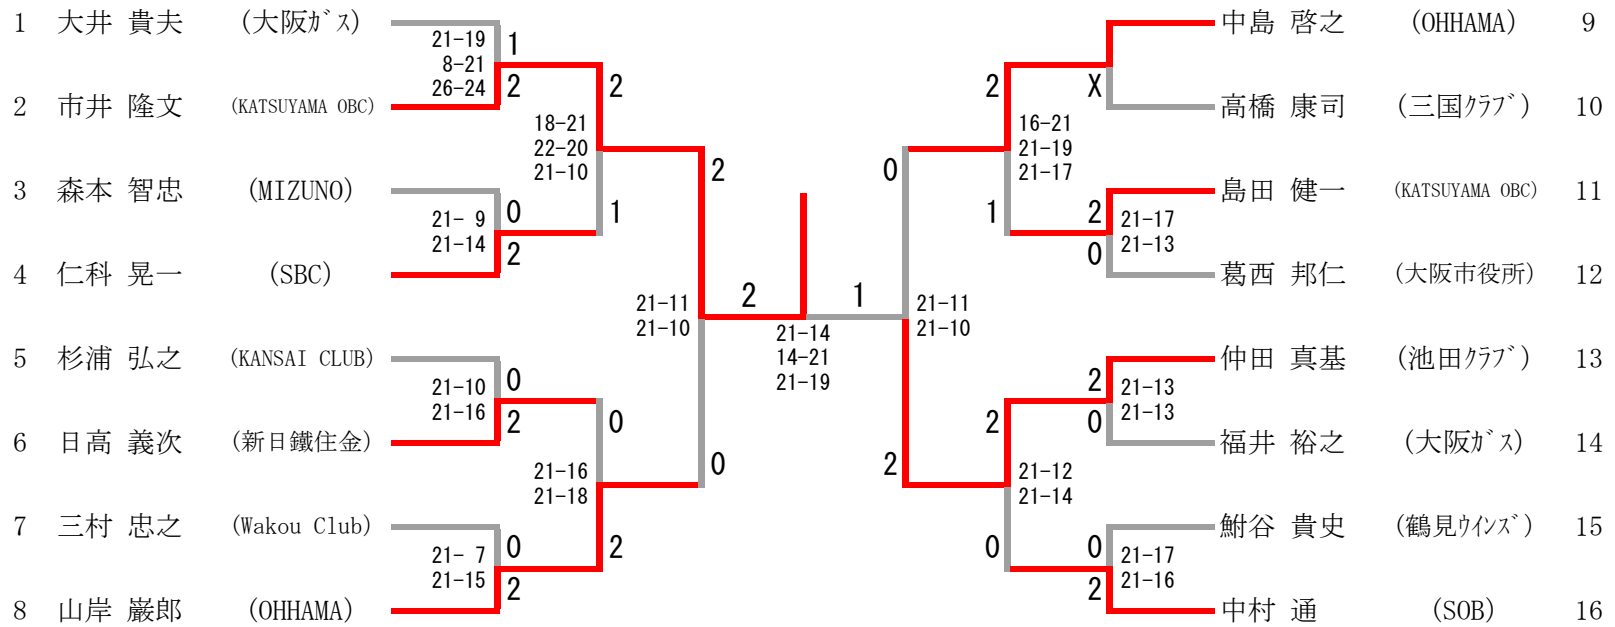 1 大井 貴夫 (大阪ｶﾞｽ)
21-19 1
8-21
26-24 2
2 市井 隆文 (KATSUYAMA OBC)
2
18-21
22-20
21-10
3 森本 智忠 (MIZUNO)
21- 9 0
21-14 2
4 仁科 晃一 (SBC)
1
2
21-11
21-10
5 杉浦 弘之 (KANSAI CLUB)
21-10 0
21-16 2
6 日高 義次 (新日鐵住金)
0
21-16
21-18
7 三村 忠之 (Wakou Club)
21- 7 0
21-15 2
8 山岸 巌郎 (OHHAMA)
2
0
2 1
21-14
14-21
21-19
中島 啓之 (OHHAMA) 9
X
高橋 康司 (三国ｸﾗﾌﾞ) 10
2
16-21
21-19
21-17
島田 健一 (KATSUYAMA OBC) 11
2 21-17
0 21-13
葛西 邦仁 (大阪市役所) 12
1
0
21-11
21-10
仲田 真基 (池田ｸﾗﾌﾞ) 13
2 21-13
0 21-13
福井 裕之 (大阪ｶﾞｽ) 14
2
21-12
21-14
鮒谷 貴史 (鶴見ｳｲﾝｽﾞ) 15
0 21-17
2 21-16
中村 通 (SOB) 16
0
2